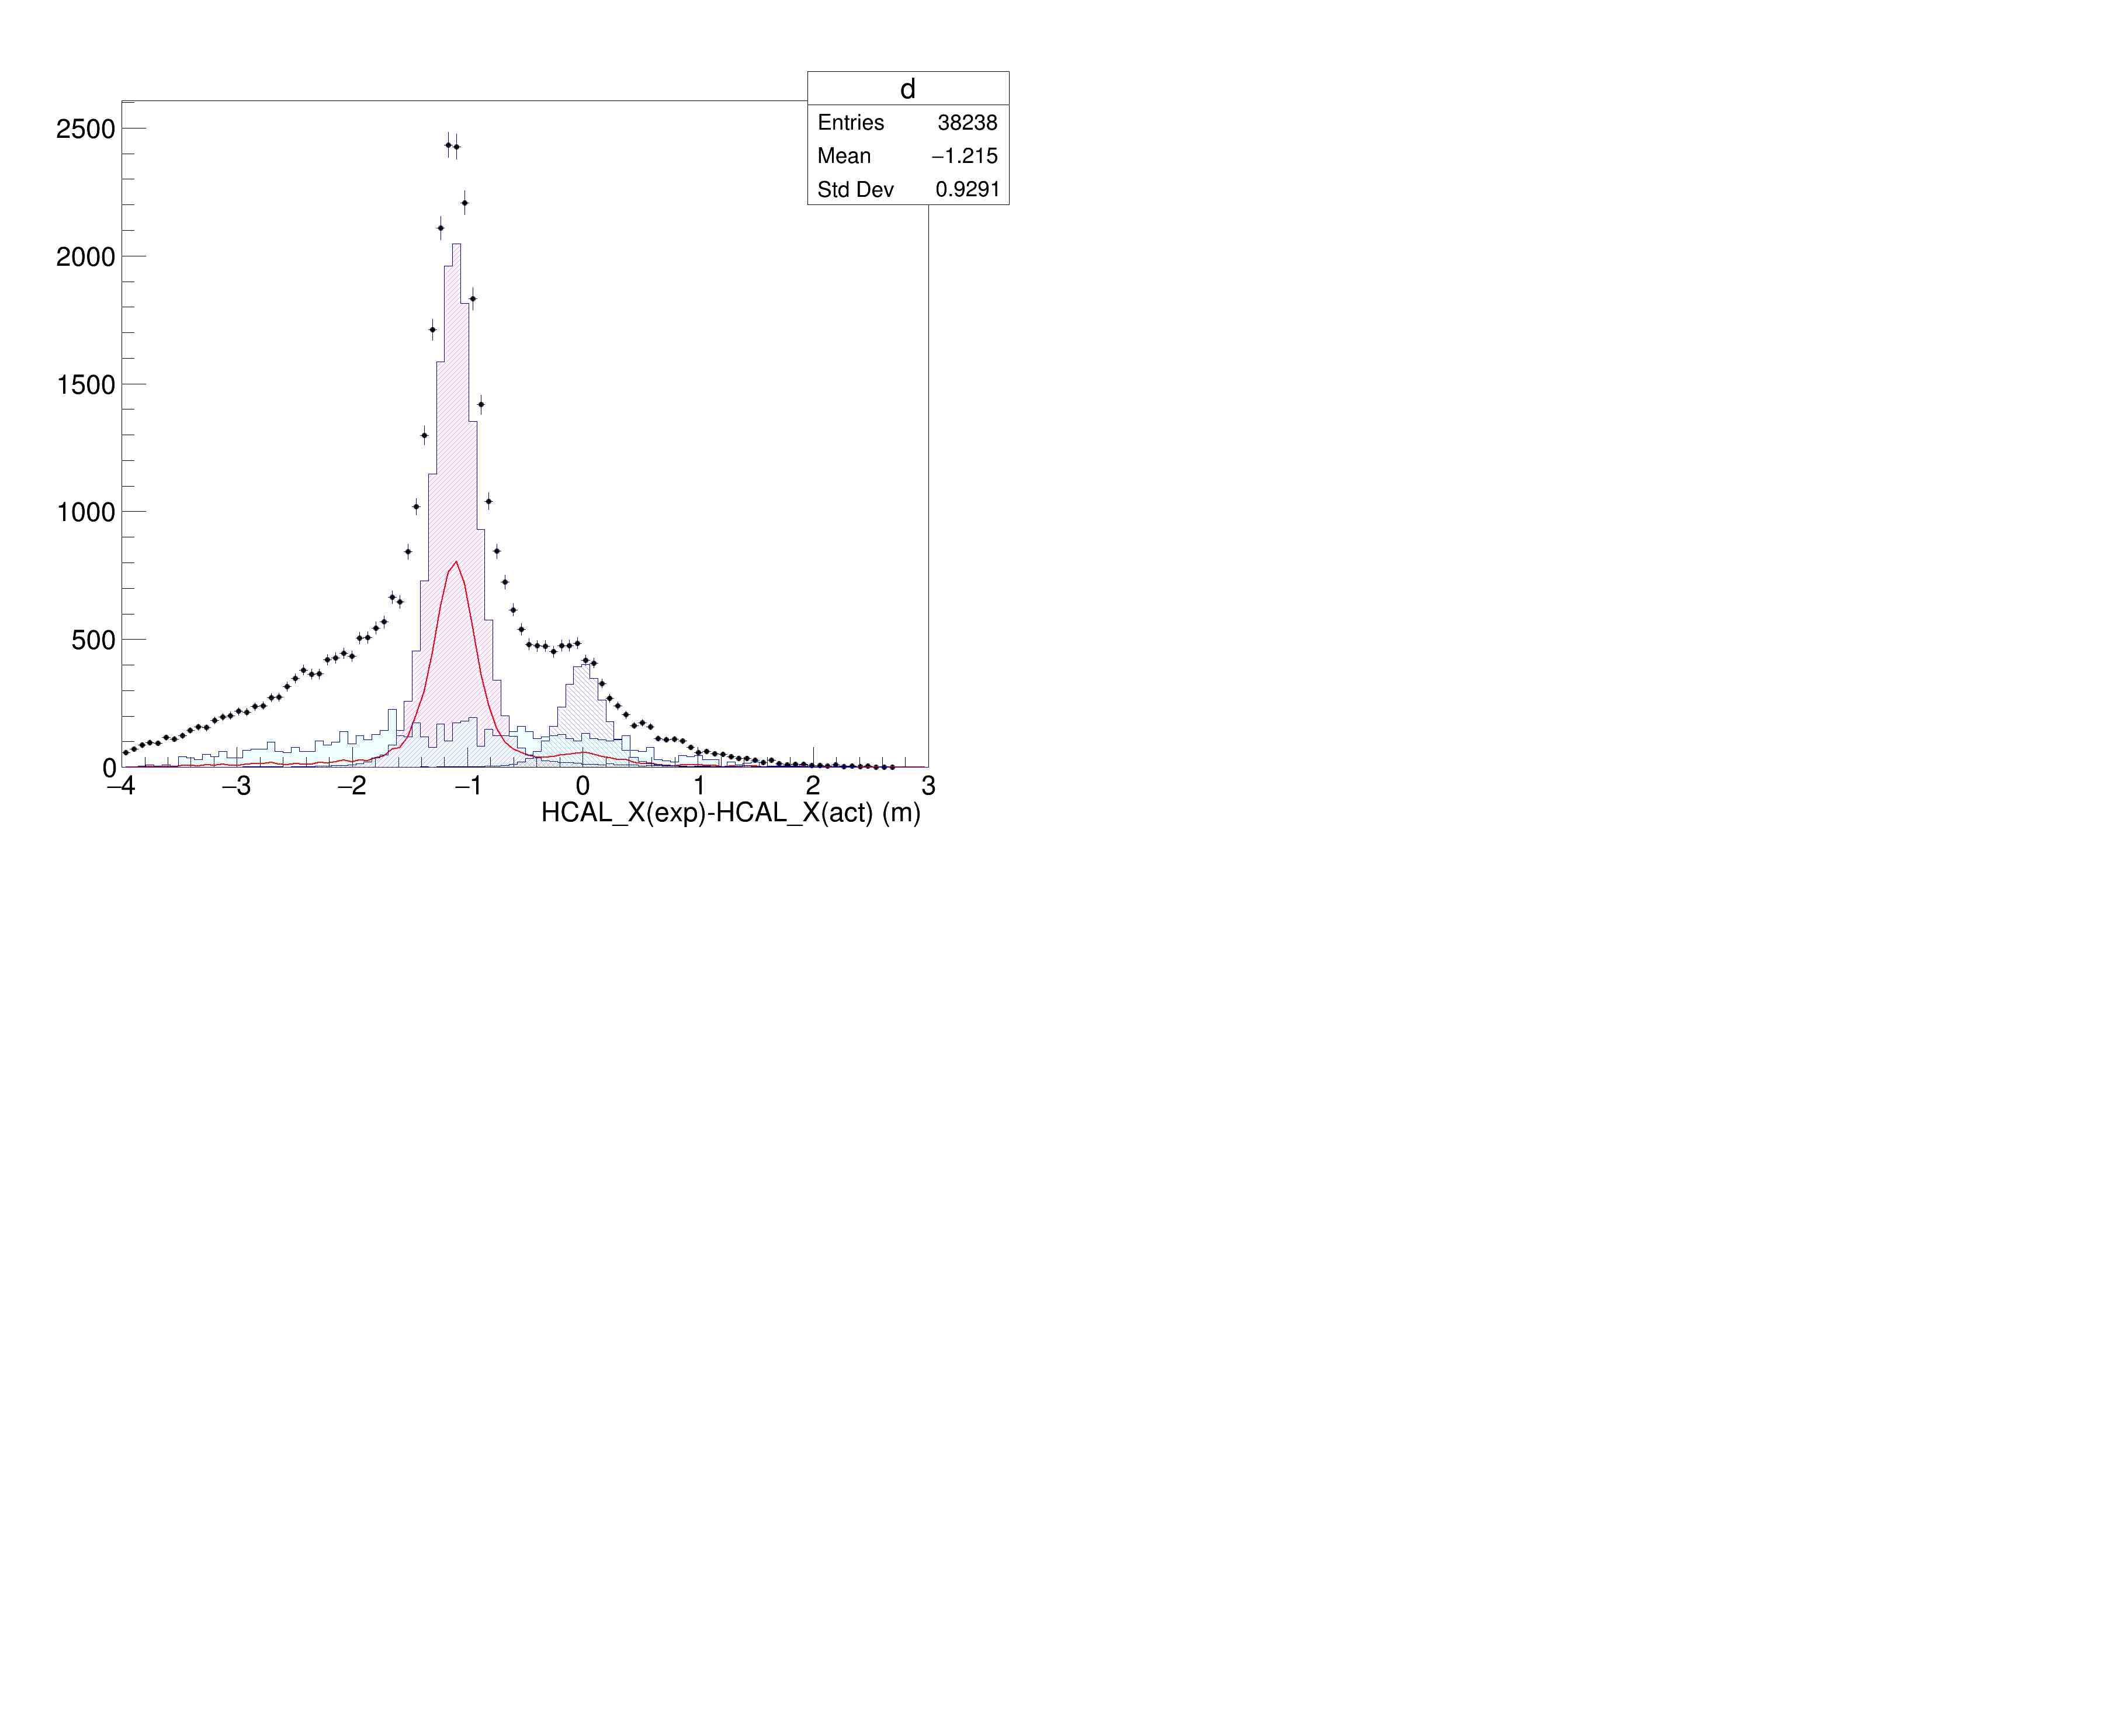 d
Entries 38238
Mean −1.215
Std Dev 0.9291
2500
2000
1500
1000
500
0
−4 −3 −2 −1 0 1 2 3
HCAL_X(exp)-HCAL_X(act) (m)